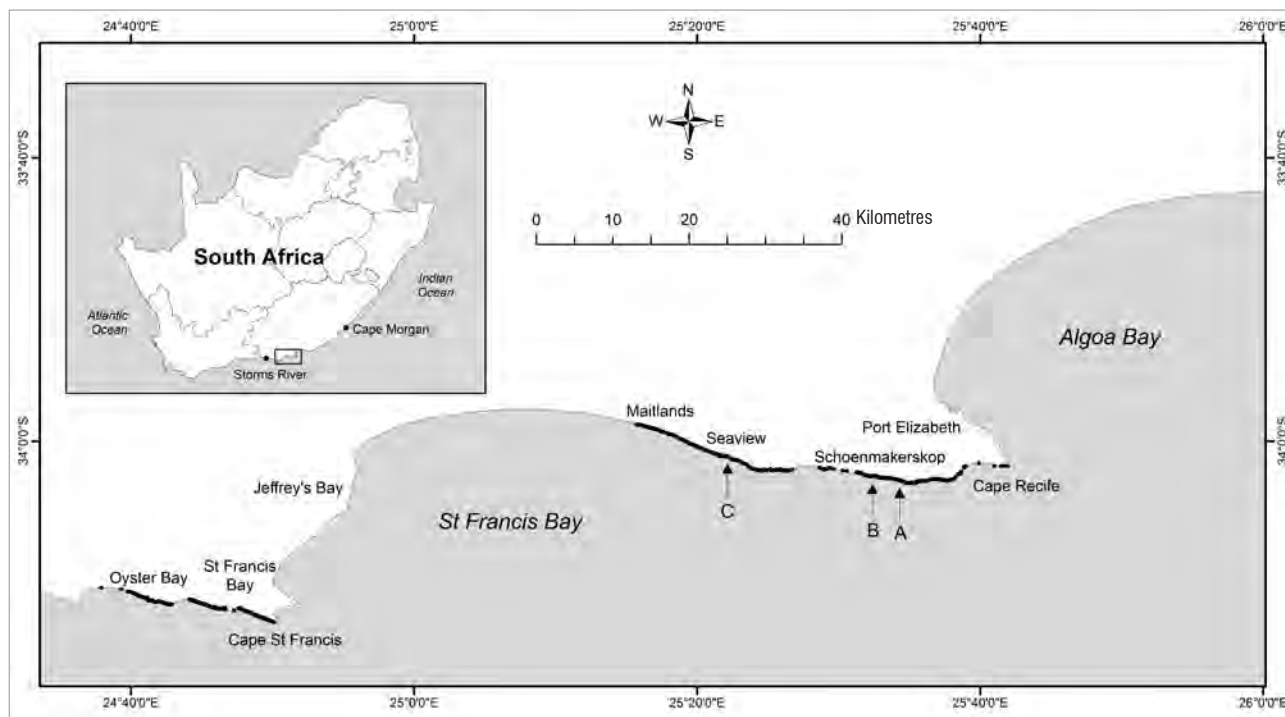 24°40'0"E
25°0'0"E
25°20'0"E
25°40'0"E
26°0'0"E
33°40'0"S
33°40'0"S
N
W
E
S
0
10
20
40 Kilometres
South Africa
Indian
Ocean
Atlantic
Ocean
Cape Morgan
Storms River
Algoa Bay
Maitlands
Seaview
Port Elizabeth
34°0'0"S
34°0'0"S
Schoenmakerskop
Cape Recife
Jeffrey's Bay
C
B
A
St Francis Bay
St Francis
Bay
Oyster Bay
Cape St Francis
24°40'0"E
25°0'0"E
25°20'0"E
25°40'0"E
26°0'0"E